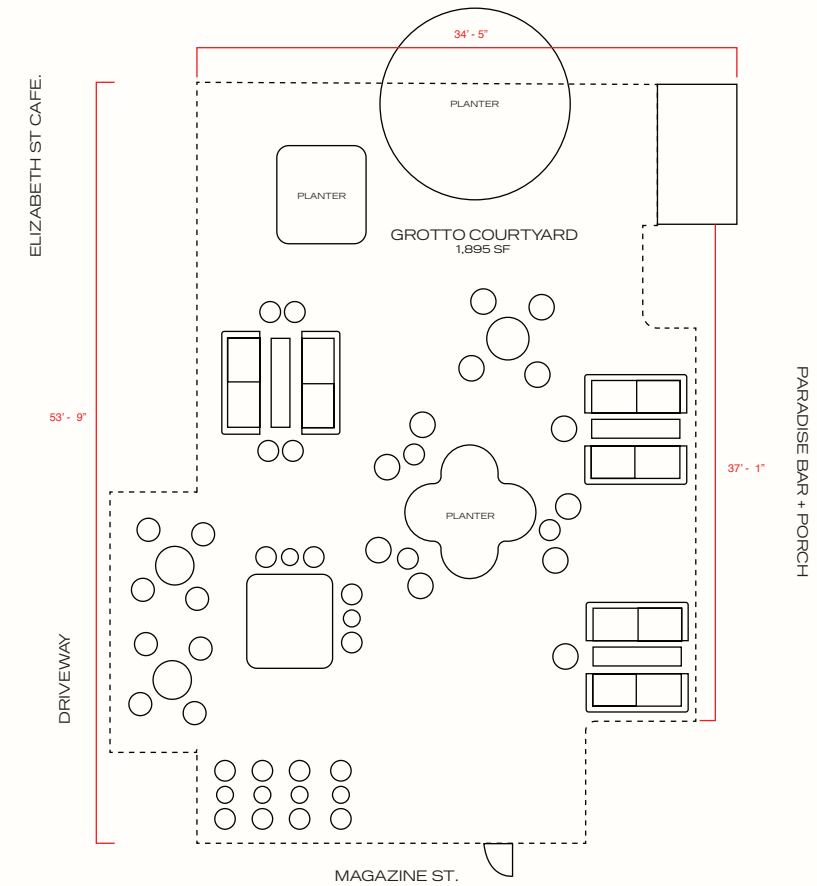 34' - 5"
ELIZABETH ST CAFE.
PLANTER
PLANTER
GROTTO COURTYARD
1,895 SF
53' - 9"
PARADISE BAR + PORCH
37' - 1"
PLANTER
DRIVEWAY
MAGAZINE ST.